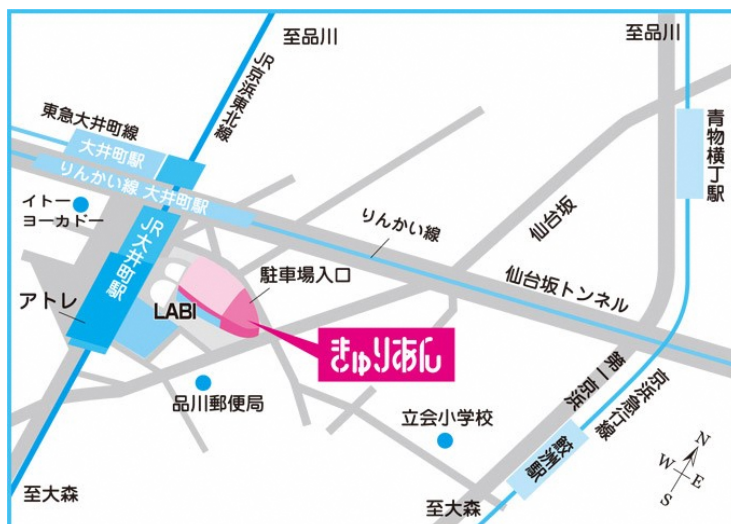 至品川
至品川
JR京浜東北線
東急大井町線
大井町駅
りんかい線 大井町駅
青物横丁駅
イトー
ヨーカドー
JR大井町駅
りんかい線
仙台坂
駐車場入口
仙台坂トンネル
アトレ
LABI
きゅりあん
第一京浜
京浜急行線
品川郵便局
立会小学校
鮫洲駅
N
W
E
S
至大森
至大森